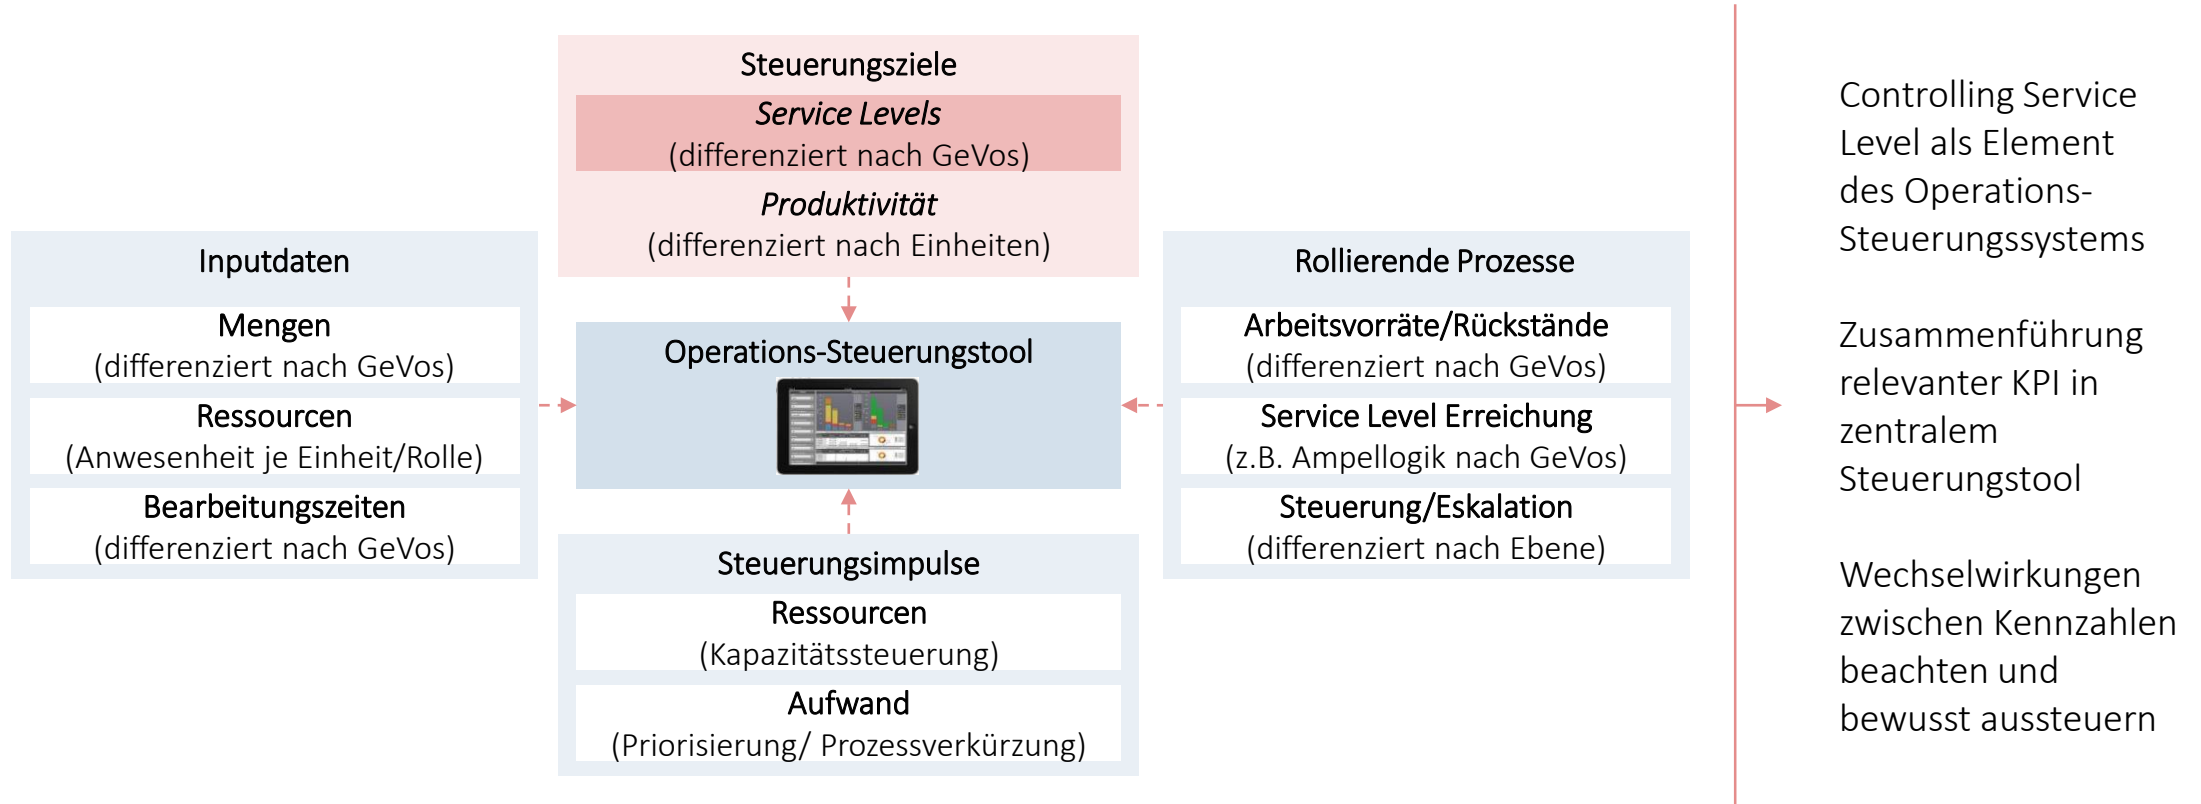 Steuerungsziele
Service Levels
(differenziert nach GeVos)
Produktivität
(differenziert nach Einheiten)
Inputdaten
Mengen
(differenziert nach GeVos)
Ressourcen
(Anwesenheit je Einheit/Rolle)
Bearbeitungszeiten
(differenziert nach GeVos)
Operations-Steuerungstool
Rollierende Prozesse
Arbeitsvorräte/Rückstände
(differenziert nach GeVos)
Service Level Erreichung
(z.B. Ampellogik nach GeVos)
Steuerung/Eskalation
(differenziert nach Ebene)
Steuerungsimpulse
Ressourcen
(Kapazitätssteuerung)
Aufwand
(Priorisierung/ Prozessverkürzung)
Controlling Service
Level als Element
des Operations-
Steuerungssystems
Zusammenführung
relevanter KPI in
zentralem
Steuerungstool
Wechselwirkungen
zwischen Kennzahlen
beachten und
bewusst aussteuern